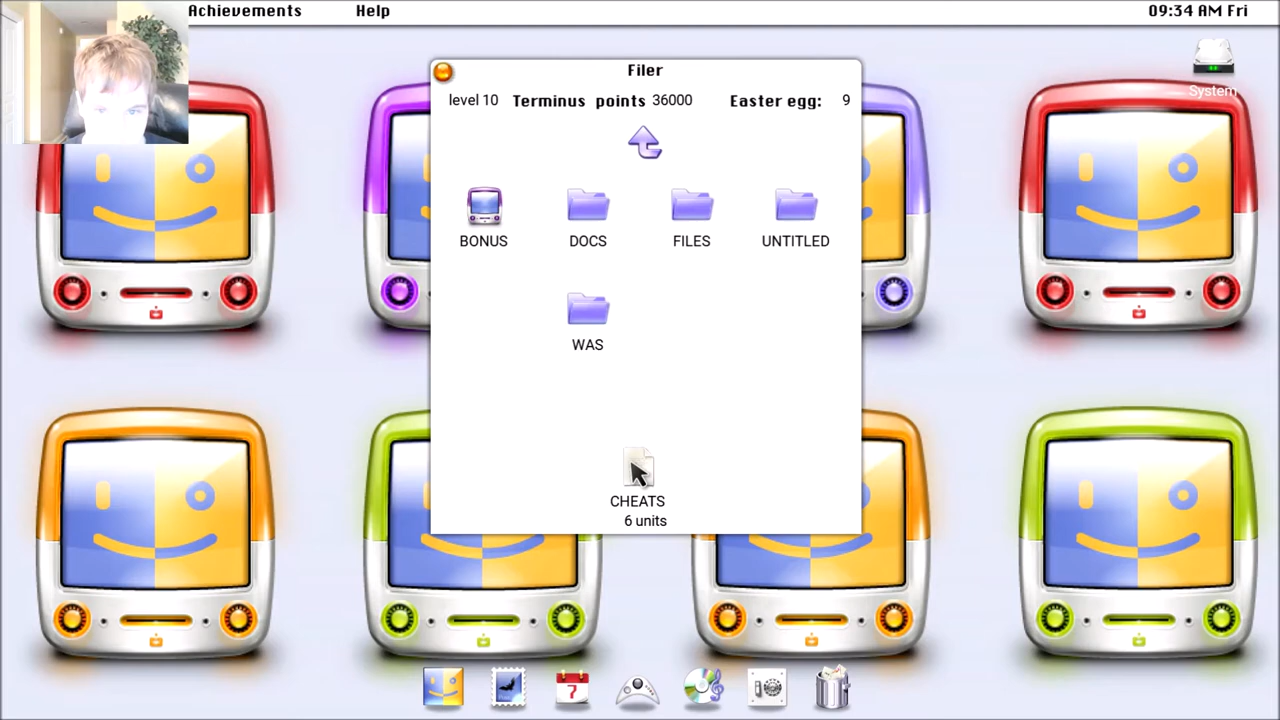 Achievements Help 09:34 AM Fri
Filer
level 10 Terminus points 36000 Easter egg: 9
System
BONUS DOCS FILES UNTITLED
WAS
CHEATS
6 units
7